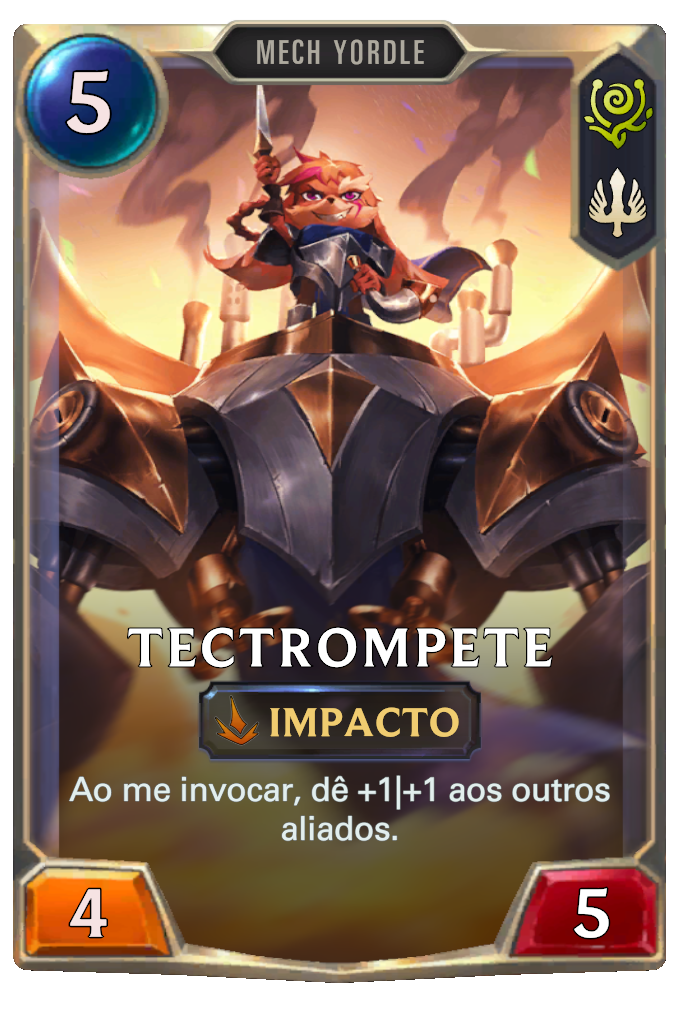 MECH YORDLE
5
TECTROMPETE
IMPACTO
Ao me invocar, dê +1|+1 aos outros
aliados.
4
5